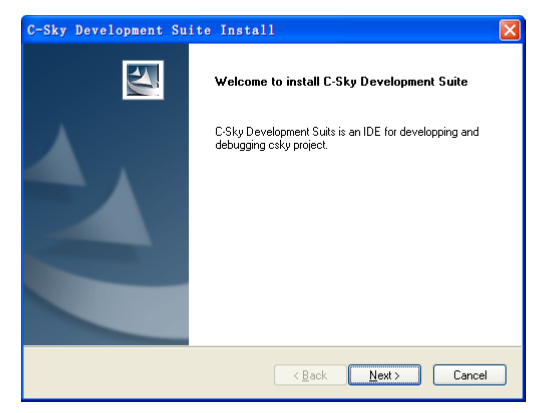 C-Sky Development Suite Install
Welcome to install C-Sky Development Suite
C-Sky Development Suits is an IDE for developping and
debugging csky project.
< Back
Next >
Cancel